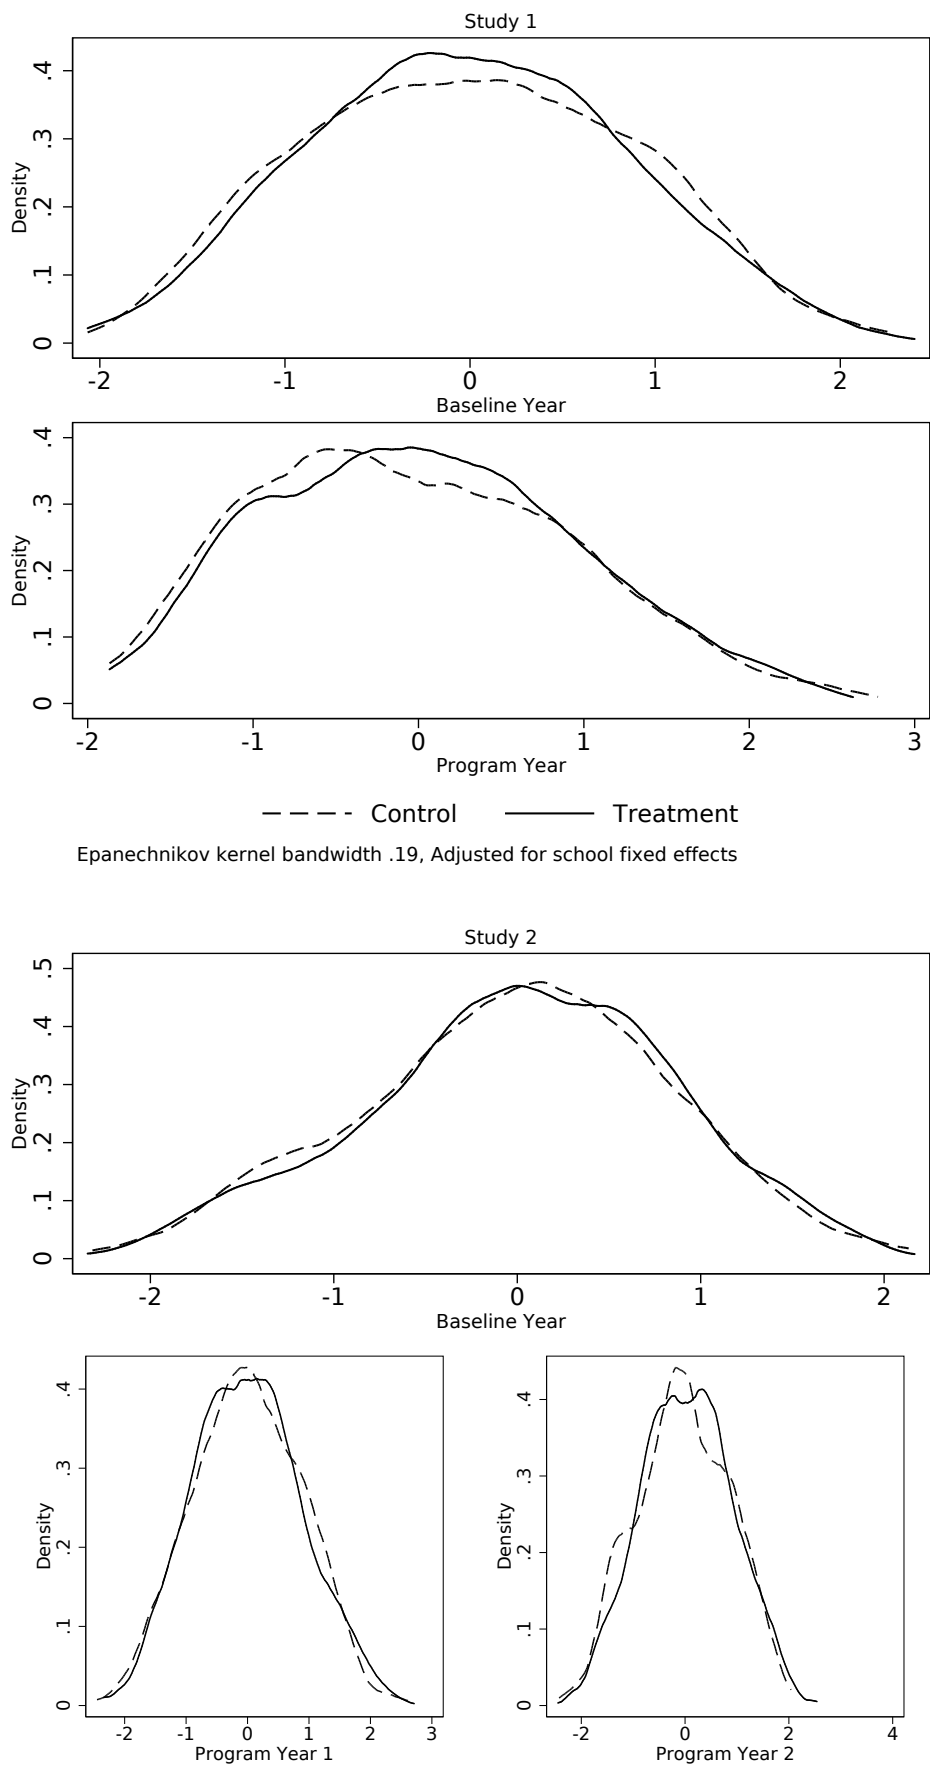 Study 1
Density
0 .1 .2 .3 .4
-2 -1 0 1 2
Baseline Year
Density
0 .1 .2 .3 .4
-2 -1 0 1 2 3
Program Year
Control Treatment
Epanechnikov kernel bandwidth .19, Adjusted for school fixed effects
Study 2
Density
0 .1 .2 .3 .4 .5
-2 -1 0 1 2
Baseline Year
Density
0 .1 .2 .3 .4
-2 -1 0 1 2 3
Program Year 1
Density
0 .1 .2 .3 .4
-2 0 2 4
Program Year 2